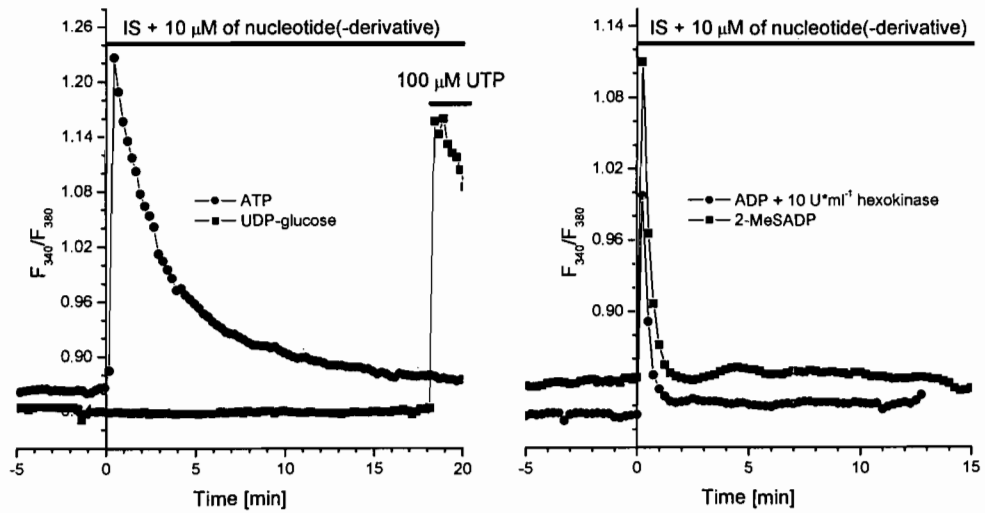 IS + 10 µM of nucleotide(-derivative)
1.26
1.20
1.14
1.08
1.02
0.96
0.90
F340/F380
100 µM UTP
ATP
UDP-glucose
-5 0 5 10 15 20
Time [min]
IS + 10 µM of nucleotide(-derivative)
1.14
1.08
1.02
0.96
0.90
F340/F380
ADP + 10 U*ml-1 hexokinase
2-MeSADP
-5 0 5 10 15
Time [min]